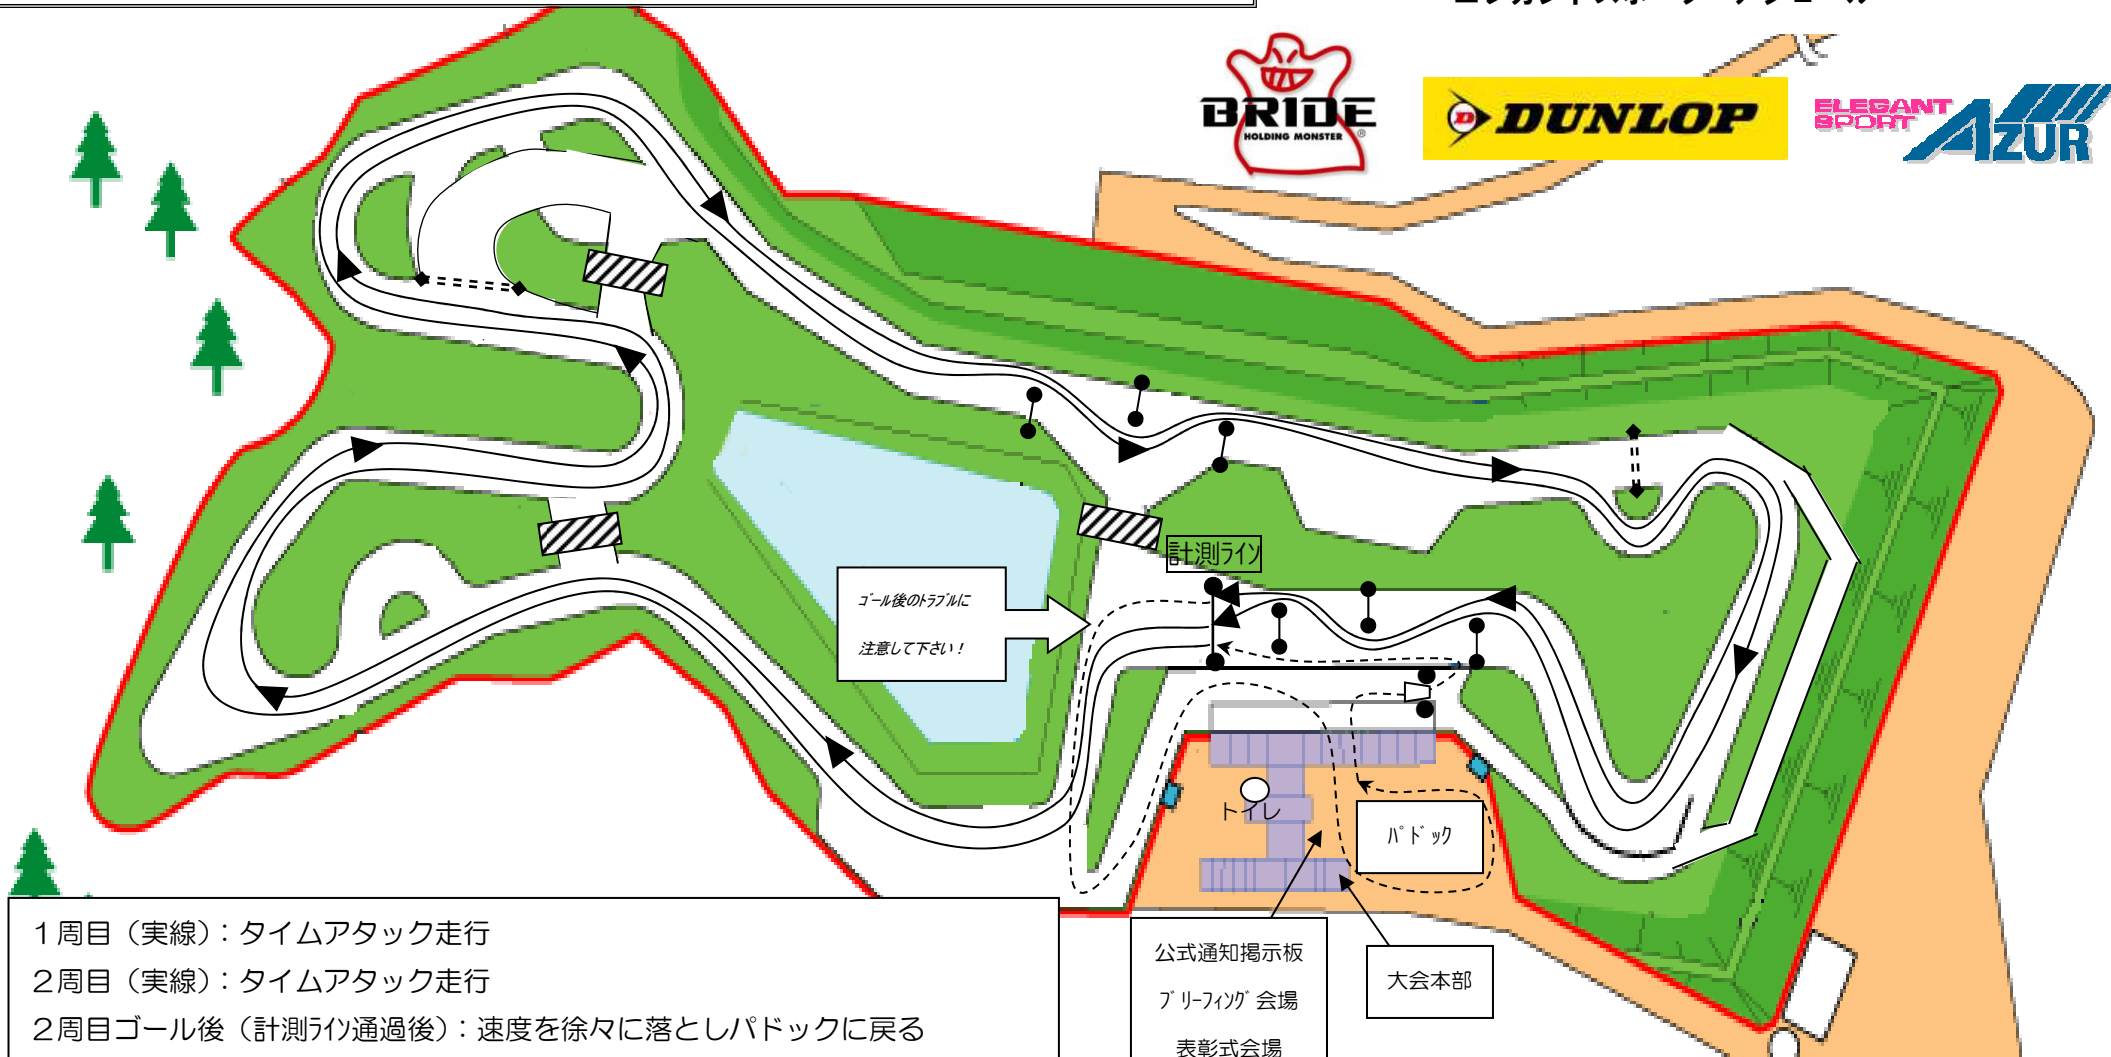 BRIDE
HOLDING MONSTER
®
DUNLOP
ELEGANT
SPORT
AZUR
計測ライン
ゴール後のトラブルに
注意して下さい！
トイレ
パドック
１周目（実線）：タイムアタック走行
２周目（実線）：タイムアタック走行
２周目ゴール後（計測ライン通過後）：速度を徐々に落としパドックに戻る
公式通知掲示板
ブリーフィング会場
表彰式会場
大会本部